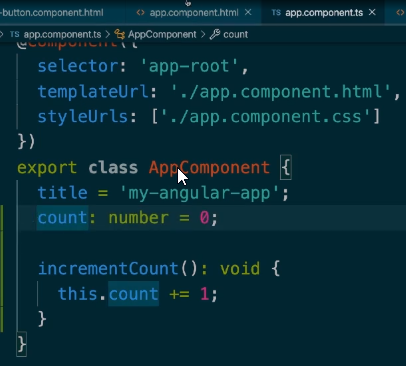 -button.component.html app.component.html app.component.ts
TS app.component.ts > AppComponent > count
@Component({
selector: 'app-root',
templateUrl: './app.component.html',
styleUrls: ['./app.component.css']
})
export class AppComponent {
title = 'my-angular-app';
count: number = 0;
incrementCount(): void {
this.count += 1;
}
}